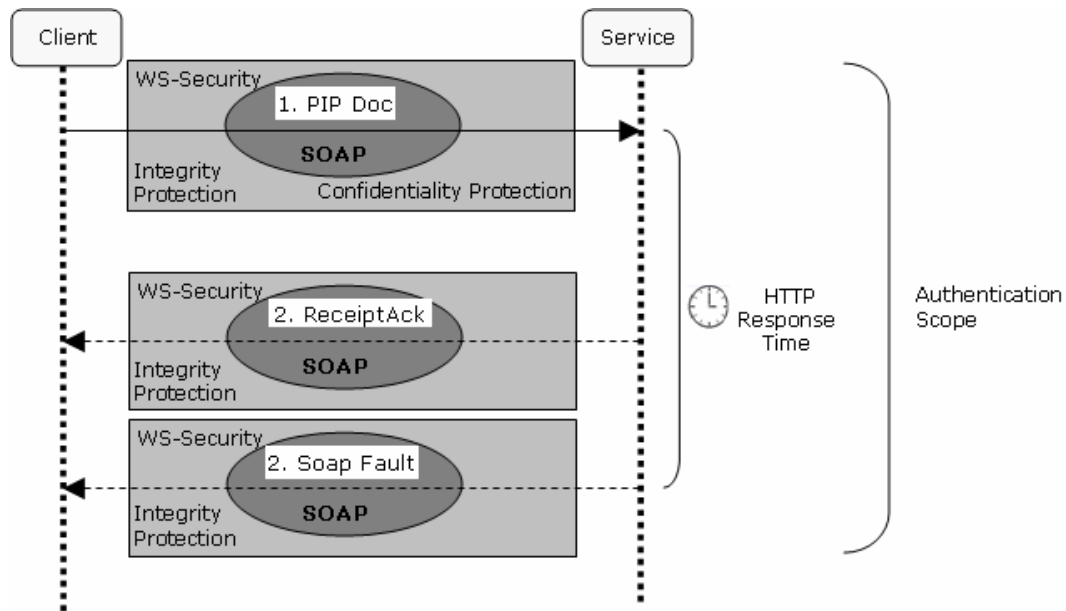 Client
Service
WS-Security
1. PIP Doc
SOAP
Integrity
Protection
Confidentiality Protection
WS-Security
2. ReceiptAck
SOAP
Integrity
Protection
HTTP
Response
Time
Authentication
Scope
WS-Security
2. Soap Fault
SOAP
Integrity
Protection